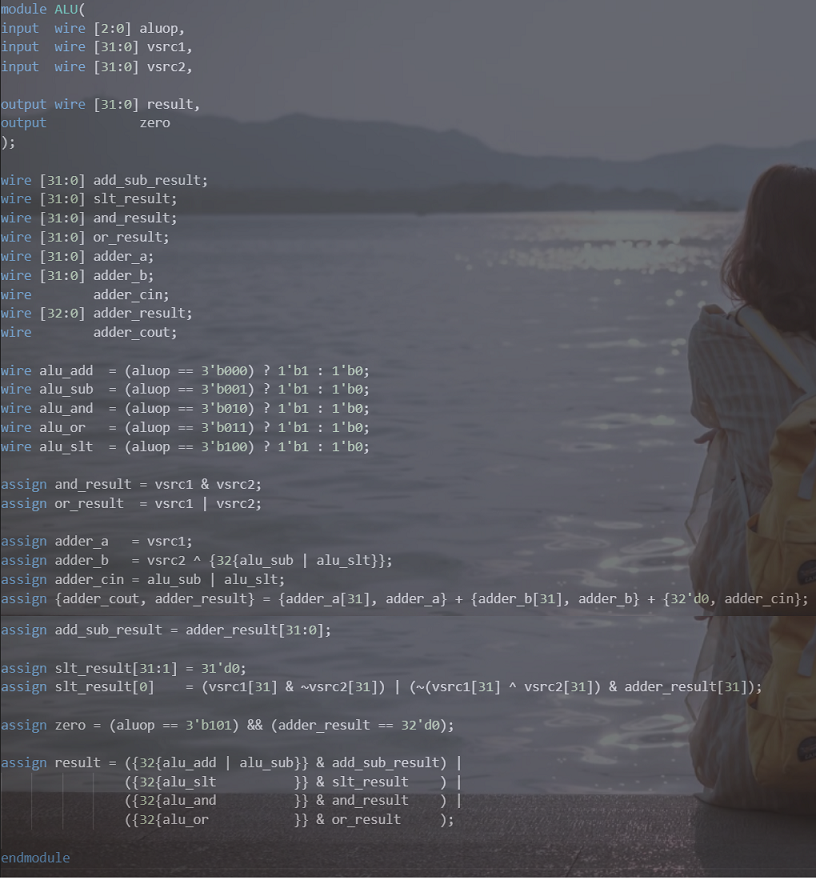 module ALU(
input  wire [2:0] aluop,
input  wire [31:0] vsrc1,
input  wire [31:0] vsrc2,
output wire [31:0] result,
output            zero
);
wire [31:0] add_sub_result;
wire [31:0] slt_result;
wire [31:0] and_result;
wire [31:0] or_result;
wire [31:0] adder_a;
wire [31:0] adder_b;
wire        adder_cin;
wire [32:0] adder_result;
wire        adder_cout;
wire alu_add  = (aluop == 3'b000) ? 1'b1 : 1'b0;
wire alu_sub  = (aluop == 3'b001) ? 1'b1 : 1'b0;
wire alu_and  = (aluop == 3'b010) ? 1'b1 : 1'b0;
wire alu_or   = (aluop == 3'b011) ? 1'b1 : 1'b0;
wire alu_slt  = (aluop == 3'b100) ? 1'b1 : 1'b0;
assign and_result = vsrc1 & vsrc2;
assign or_result  = vsrc1 | vsrc2;
assign adder_a   = vsrc1;
assign adder_b   = vsrc2 ^ {32{alu_sub | alu_slt}};
assign adder_cin = alu_sub | alu_slt;
assign {adder_cout, adder_result} = {adder_a[31], adder_a} + {adder_b[31], adder_b} + {32'd0, adder_cin};
assign add_sub_result = adder_result[31:0];
assign slt_result[31:1] = 31'd0;
assign slt_result[0]    = (vsrc1[31] & ~vsrc2[31]) | (~(vsrc1[31] ^ vsrc2[31]) & adder_result[31]);
assign zero = (aluop == 3'b101) && (adder_result == 32'd0);
assign result = ({32{alu_add | alu_sub}} & add_sub_result) |
                ({32{alu_slt          }} & slt_result    ) |
                ({32{alu_and          }} & and_result    ) |
                ({32{alu_or           }} & or_result     );
endmodule